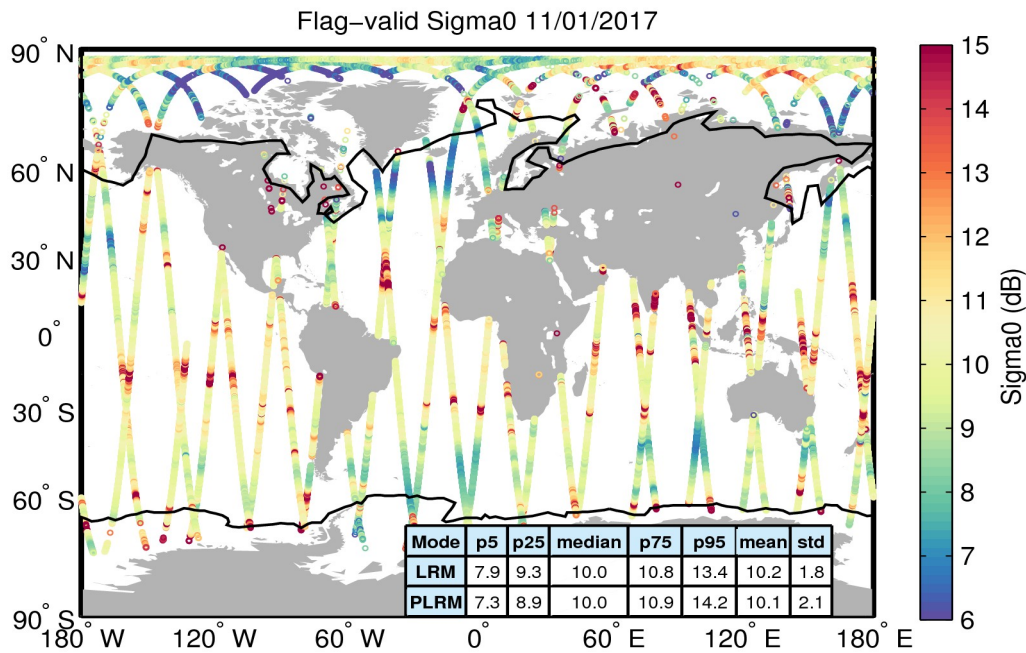 Flag−valid Sigma0 11/01/2017
90° N
60° N
30° N
0°
30° S
60° S
90° S
180° W
120° W
60° W
0°
60° E
120° E
180° E
15
14
13
12
11
10
9
8
7
6
Sigma0 (dB)
Mode p5 p25 median p75 p95 mean std
LRM 7.9 9.3 10.0 10.8 13.4 10.2 1.8
PLRM 7.3 8.9 10.0 10.9 14.2 10.1 2.1